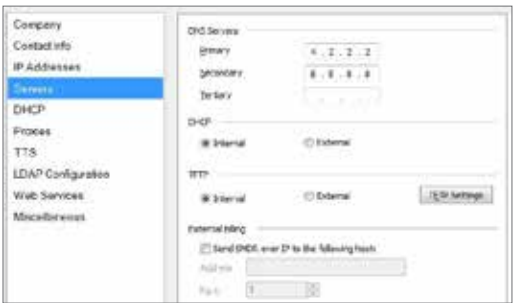 Company
Contact Info
IP Addresses
Servers
DHCP
Proxies
TTS
LDAP Configuration
Web Services
Miscellaneous
DNS Servers
Primary 4 . 2 . 2 . 2
Secondary 8 . 8 . 8 . 8
Tertiary . . .
DHCP
Internal External
TFTP
Internal External Settings
External Billing
Send SMDR over IP to the following host:
Address
Port: 1